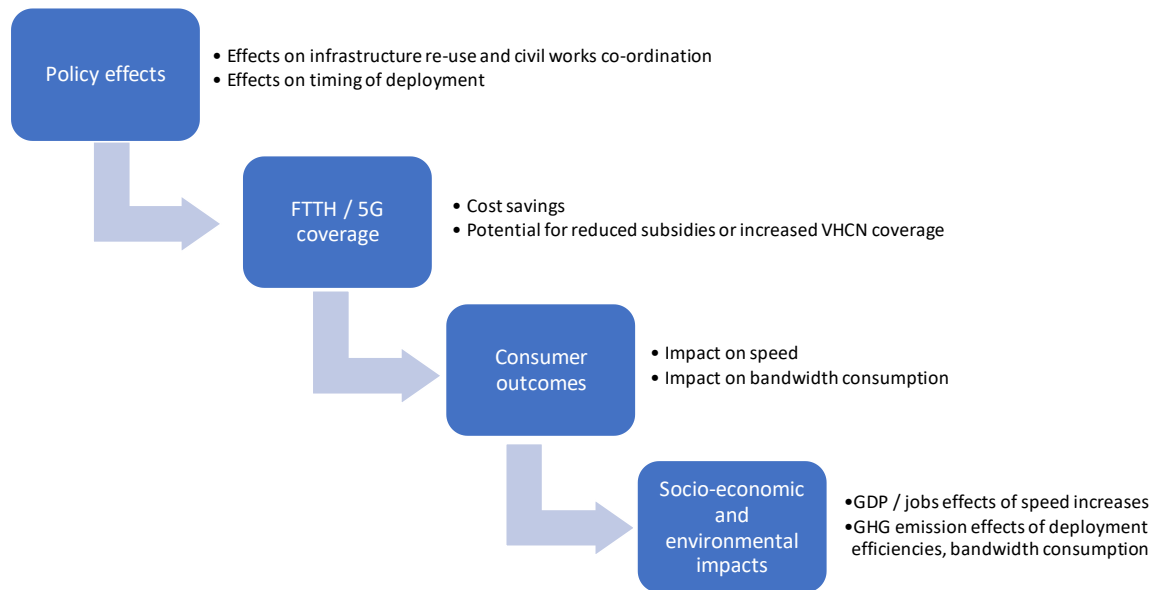 Policy effects
• Effects on infrastructure re-use and civil works co-ordination
• Effects on timing of deployment
FTTH / 5G
coverage
• Cost savings
• Potential for reduced subsidies or increased VHCN coverage
Consumer
outcomes
• Impact on speed
• Impact on bandwidth consumption
Socio-economic
and
environmental
impacts
•GDP / jobs effects of speed increases
•GHG emission effects of deployment
efficiencies, bandwidth consumption